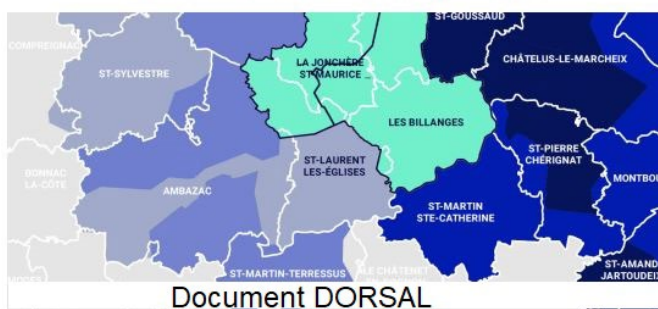 ST-GOUSSAUD
COMPREIGNAC
CHÂTELUS-LE-MARCHEIX
LA JONCHÈRE
ST-MAURICE ...
ST-SYLVESTRE
LES BILLANGES
ST-PIERRE
CHÉRIGNAT
ST-LAURENT
LES-ÉGLISES
BONNAC
LA-CÔTE
MONTBOU
AMBAZAC
ST-MARTIN
STE-CATHERINE
ST-AMAND
JARTOUDEIX
LE CHÂTENET
ST-MARTIN-TERRESSUS
Document DORSAL